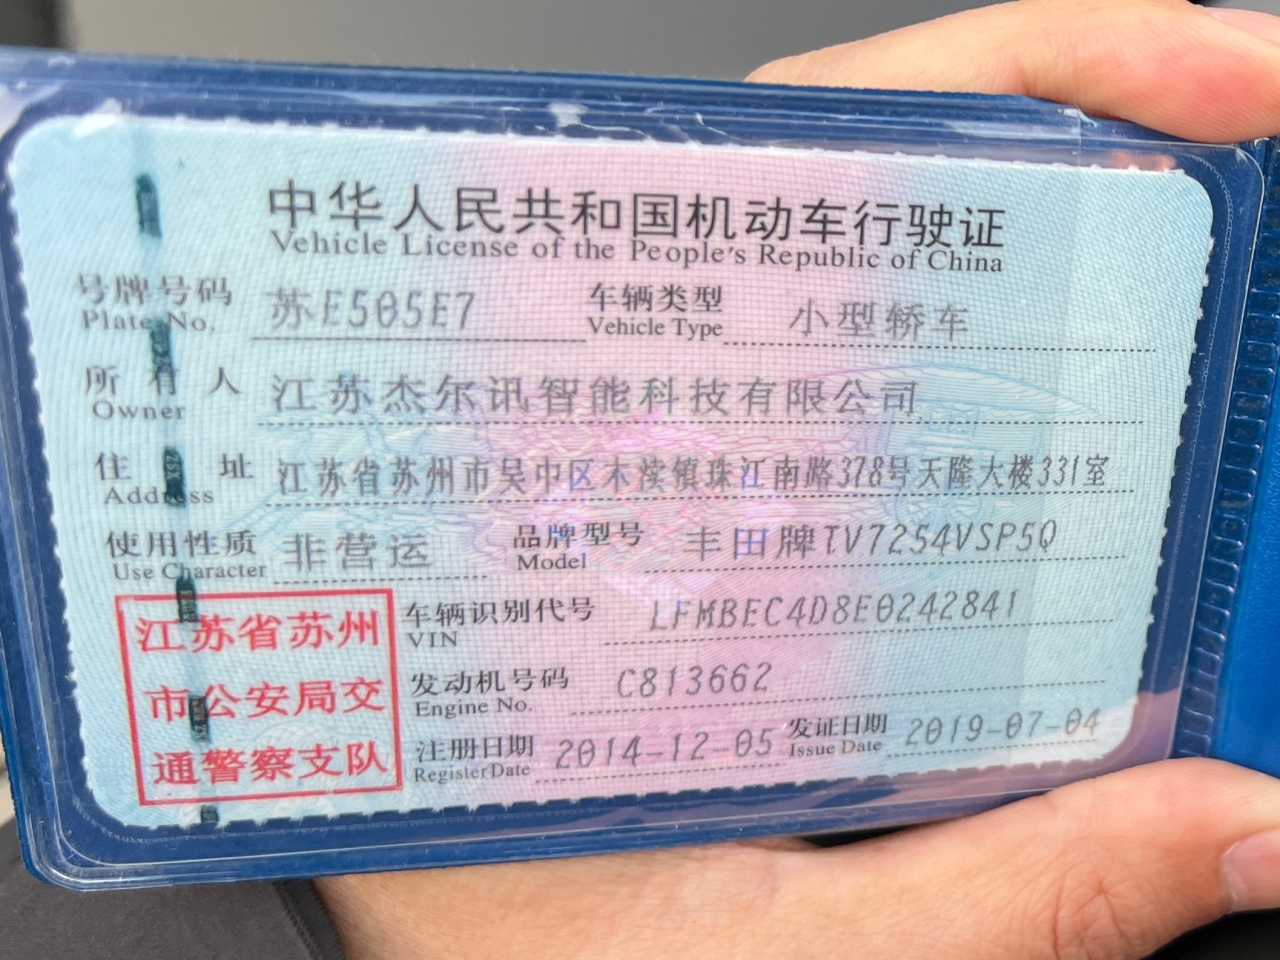 中华人民共和国机动车行驶证
Vehicle License of the People's Republic of China
号牌号码 苏E505E7 车辆类型 小型轿车
Plate No. Vehicle Type
所有人 江苏杰尔讯智能科技有限公司
Owner
住址 江苏省苏州市吴中区木渎镇珠江南路378号天隆大楼331室
Address
使用性质 非营运 品牌型号 丰田牌TV7254VSP5Q
Use Character Model
江苏省苏州
市公安局交
通警察支队
车辆识别代号 LFMBEC4D8E0242841
VIN
发动机号码 C813662
Engine No.
注册日期 2014-12-05 发证日期 2019-07-04
Register Date Issue Date